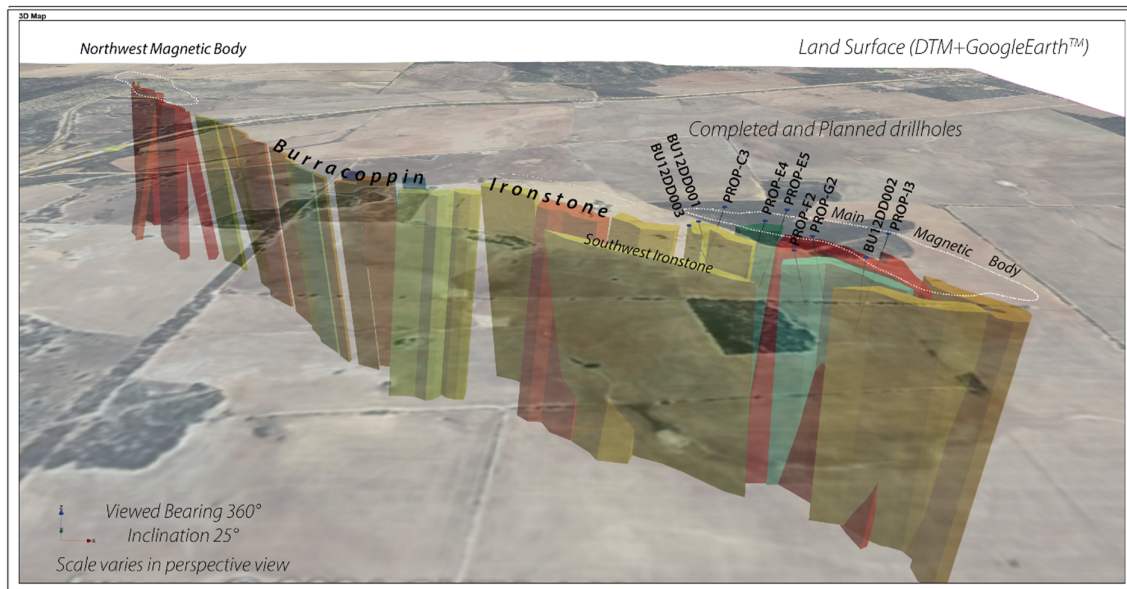 3D Map
Northwest Magnetic Body
Land Surface (DTM+GoogleEarth™)
Completed and Planned drillholes
Burracoppin Ironstone
BU12DD003
BU12DD001
PROP-C3
PROP-E4
PROP-E5
PROP-E2
PROP-G2
BU12DD002
PROP-I3
Main Magnetic Body
Southwest Ironstone
Viewed Bearing 360°
Inclination 25°
Scale varies in perspective view